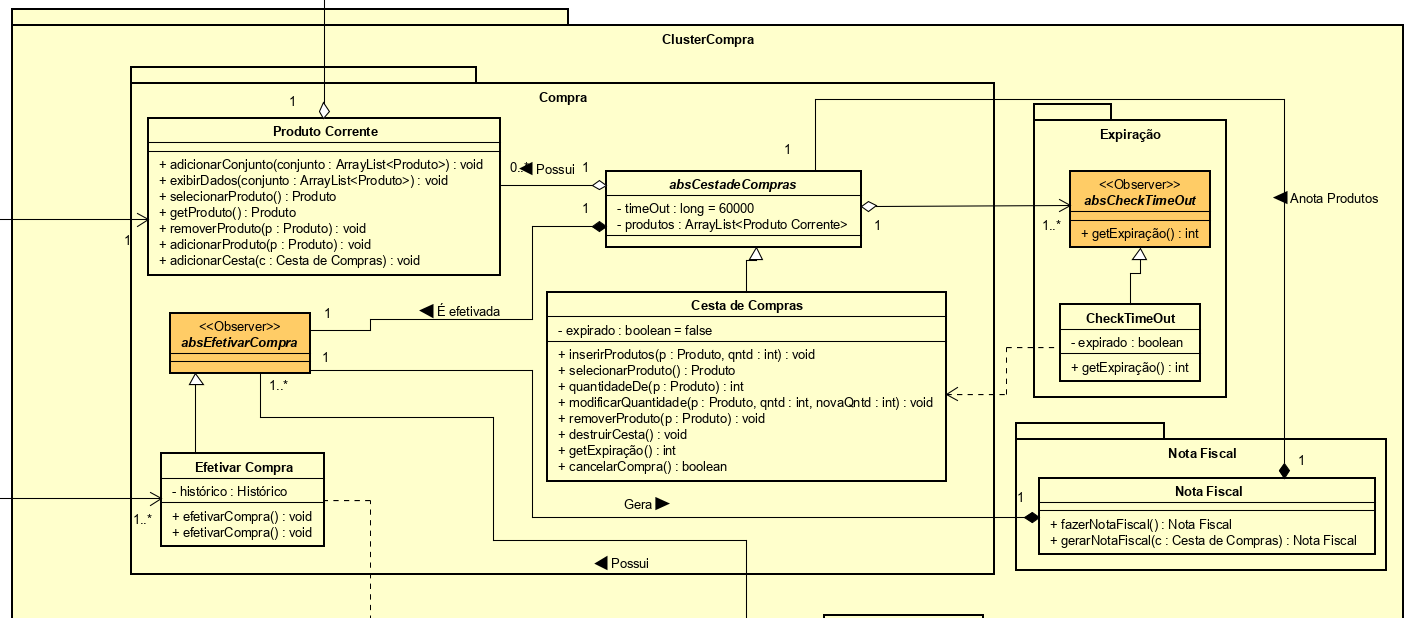 ClusterCompra
Compra
1
Produto Corrente
+ adicionarConjunto(conjunto : ArrayList<Produto>) : void
+ exibirDados(conjunto : ArrayList<Produto>) : void
+ selecionarProduto() : Produto
+ getProduto() : Produto
+ removerProduto(p : Produto) : void
+ adicionarProduto(p : Produto) : void
+ adicionarCesta(c : Cesta de Compras) : void
1
Possui
1
1
1
absCestadeCompras
- timeOut : long = 60000
- produtos : ArrayList<Produto Corrente>
1
1..*
Expiração
<<Observer>>
absCheckTimeOut
+ getExpiração() : int
Anota Produtos
CheckTimeOut
- expirado : boolean
+ getExpiração() : int
É efetivada
1
1
1..*
<<Observer>>
absEfetivarCompra
Cesta de Compras
- expirado : boolean = false
+ inserirProdutos(p : Produto, qntd : int) : void
+ selecionarProduto() : Produto
+ quantidadeDe(p : Produto) : int
+ modificarQuantidade(p : Produto, qntd : int, novaQntd : int) : void
+ removerProduto(p : Produto) : void
+ destruirCesta() : void
+ getExpiração() : int
+ cancelarCompra() : boolean
Efetivar Compra
- histórico : Histórico
+ efetivarCompra() : void
+ efetivarCompra() : void
1..*
Gera
1
Possui
Nota Fiscal
1
Nota Fiscal
+ fazerNotaFiscal() : Nota Fiscal
+ gerarNotaFiscal(c : Cesta de Compras) : Nota Fiscal